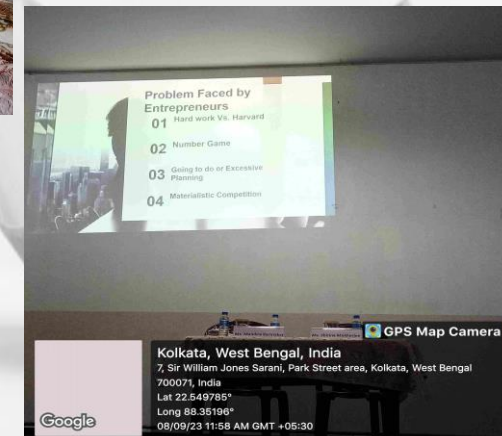 Problem Faced by
Entrepreneurs
01 Hard work Vs. Harvard
02 Number Game
03 Going to do or Excessive
Planning
04 Materialistic Competition
GPS Map Camera
Kolkata, West Bengal, India
7, Sir William Jones Sarani, Park Street area, Kolkata, West Bengal
700071, India
Lat 22.549785°
Long 88.35196°
08/09/23 11:58 AM GMT +05:30
Google